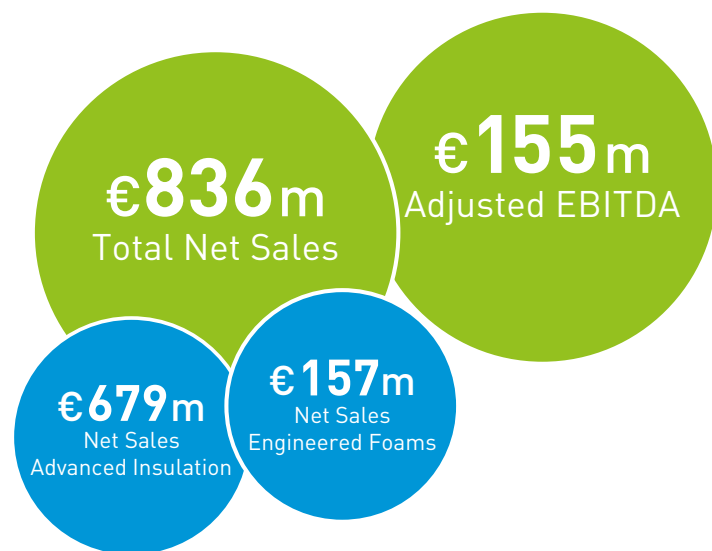 €836m
Total Net Sales
€155m
Adjusted EBITDA
€679m
Net Sales
Advanced Insulation
€157m
Net Sales
Engineered Foams